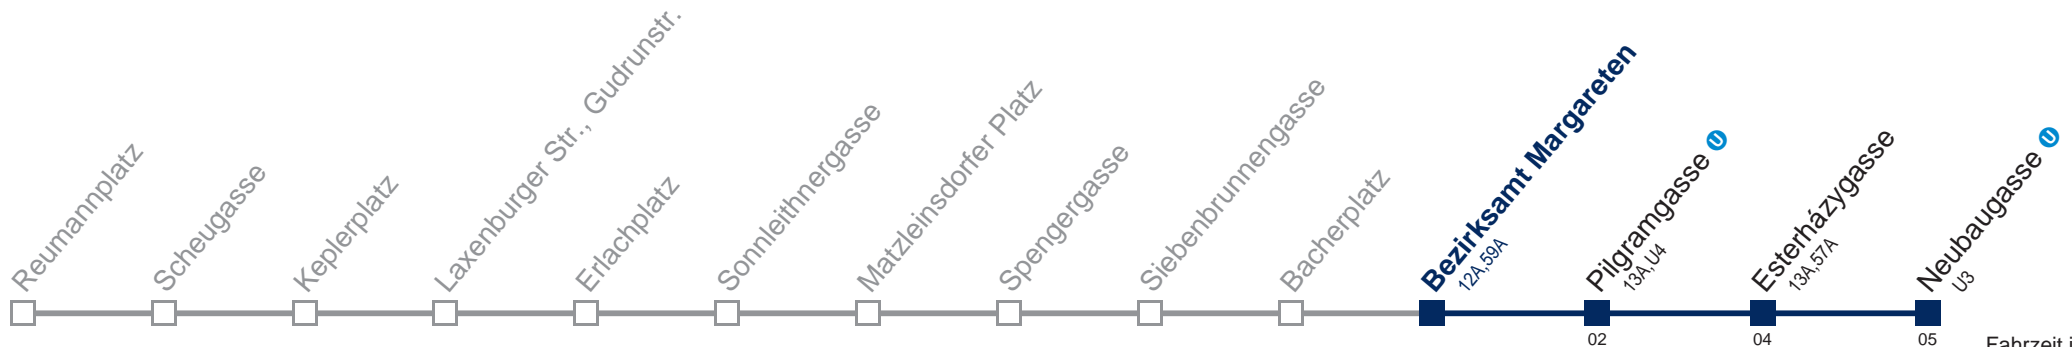 Reumannplatz
Scheugasse
Keplerplatz
Laxenburger Str., Gudrunstr.
Erlachplatz
Sonnleithnergasse
Matzleinsdorfer Platz
Spengergasse
Siebenbrunnengasse
Bacherplatz
Bezirksamt Margareten
12A,59A
Pilgramgasse U
13A,U4
Esterházygasse
13A,57A
Neubaugasse U
U3
02
04
05
Fahrzeit i